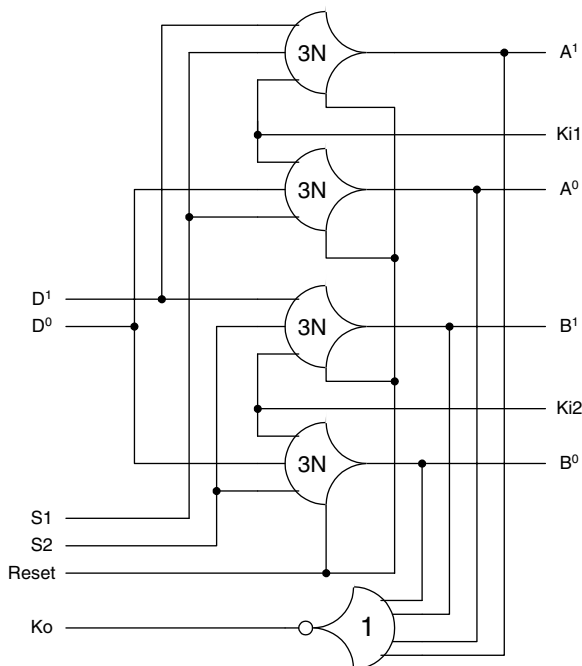 3N
A¹
Ki1
3N
A⁰
D¹
D⁰
3N
B¹
Ki2
3N
B⁰
S1
S2
Reset
Ko
1